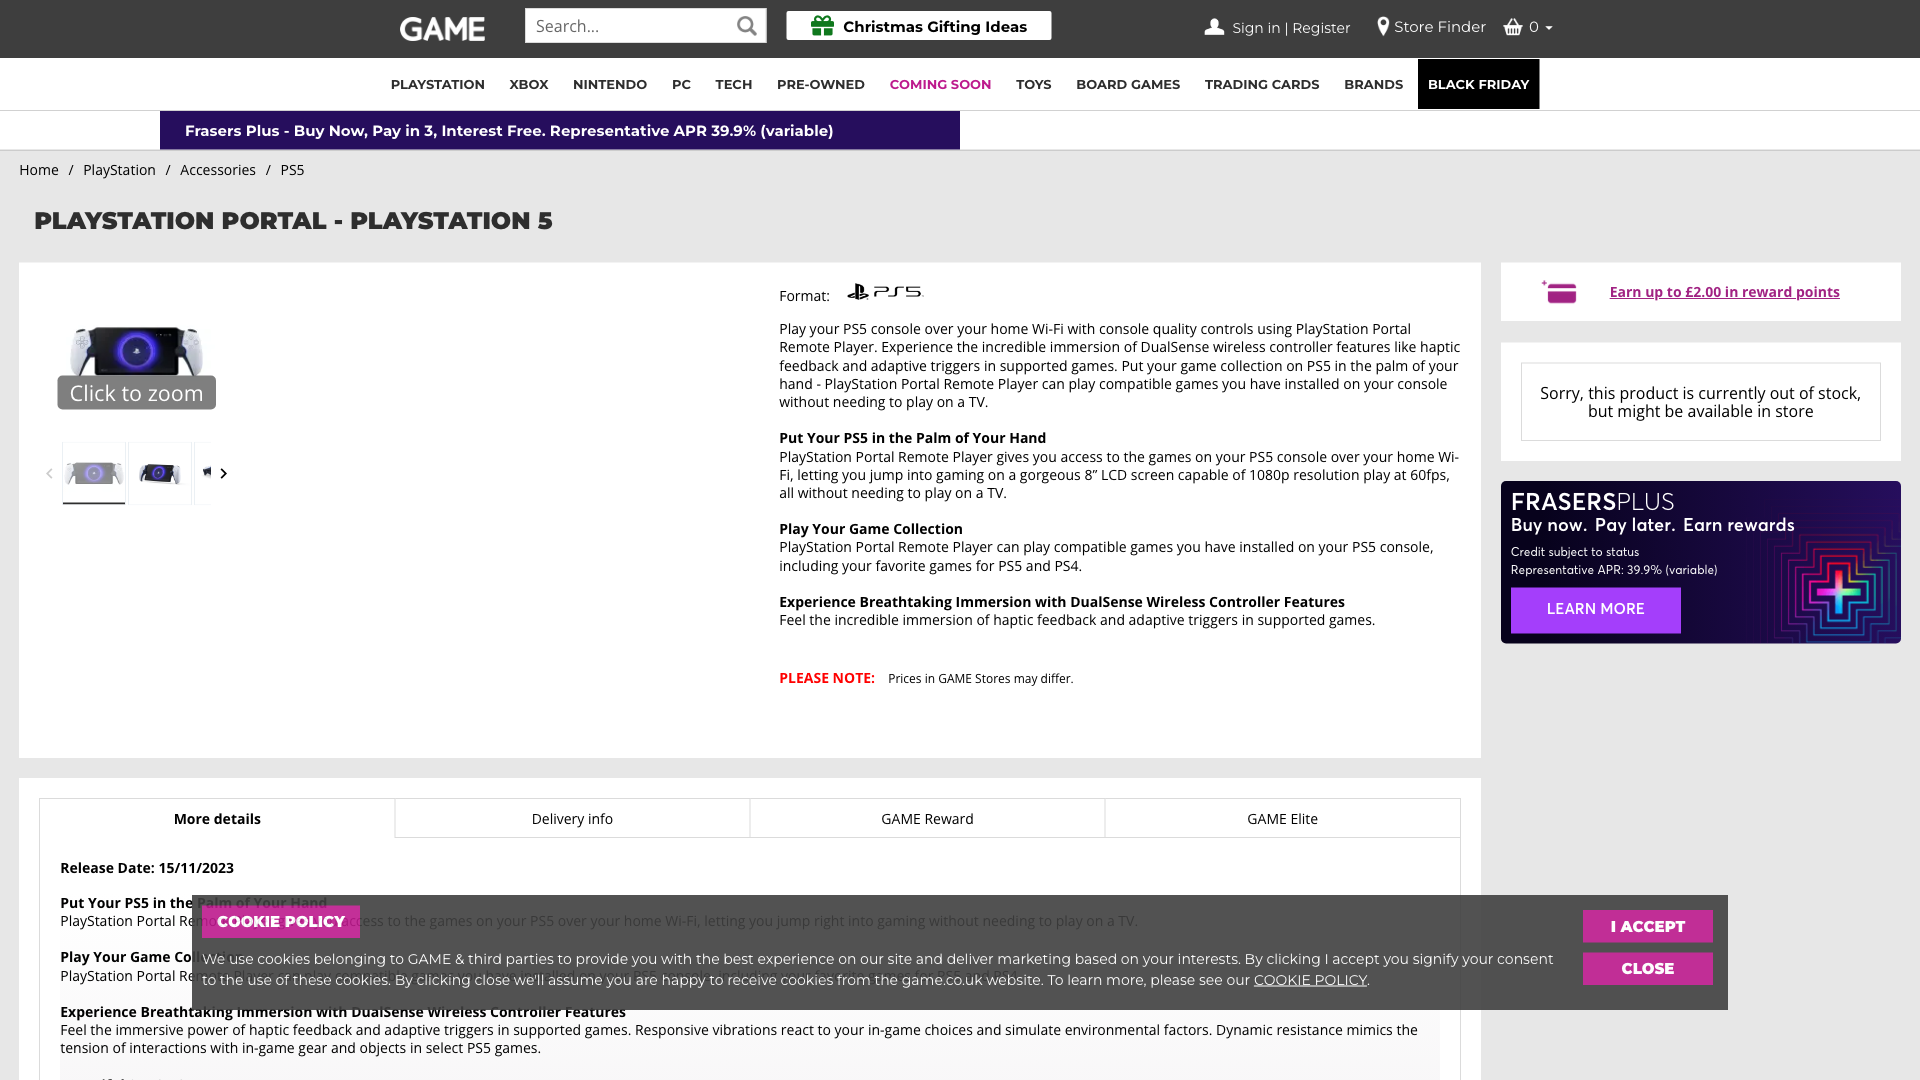 GAME
Search...
Christmas Gifting Ideas
Sign in | Register
Store Finder
0
PLAYSTATION
XBOX
NINTENDO
PC
TECH
PRE-OWNED
COMING SOON
TOYS
BOARD GAMES
TRADING CARDS
BRANDS
BLACK FRIDAY
Frasers Plus - Buy Now, Pay in 3, Interest Free. Representative APR 39.9% (variable)
Home / PlayStation / Accessories / PS5
PLAYSTATION PORTAL - PLAYSTATION 5
Click to zoom
Format: PS5
Play your PS5 console over your home Wi-Fi with console quality controls using PlayStation Portal
Remote Player. Experience the incredible immersion of DualSense wireless controller features like haptic
feedback and adaptive triggers in supported games. Put your game collection on PS5 in the palm of your
hand - PlayStation Portal Remote Player can play compatible games you have installed on your console
without needing to play on a TV.
Put Your PS5 in the Palm of Your Hand
PlayStation Portal Remote Player gives you access to the games on your PS5 console over your home Wi-
Fi, letting you jump into gaming on a gorgeous 8” LCD screen capable of 1080p resolution play at 60fps,
all without needing to play on a TV.
Play Your Game Collection
PlayStation Portal Remote Player can play compatible games you have installed on your PS5 console,
including your favorite games for PS5 and PS4.
Experience Breathtaking Immersion with DualSense Wireless Controller Features
Feel the incredible immersion of haptic feedback and adaptive triggers in supported games.
PLEASE NOTE: Prices in GAME Stores may differ.
Earn up to £2.00 in reward points
Sorry, this product is currently out of stock,
but might be available in store
FRASERSPLUS
Buy now. Pay later. Earn rewards
Credit subject to status
Representative APR: 39.9% (variable)
LEARN MORE
More details
Delivery info
GAME Reward
GAME Elite
Release Date: 15/11/2023
Put Your PS5 in the Palm of Your Hand
PlayStation Portal Re access to the games on your PS5 over your home Wi-Fi, letting you jump right into gaming without needing to play on a TV.
COOKIE POLICY
Play Your Game Col
PlayStation Portal Re
We use cookies belonging to GAME & third parties to provide you with the best experience on our site and deliver marketing based on your interests. By clicking I accept you signify your consent
to the use of these cookies. By clicking close we'll assume you are happy to receive cookies from the game.co.uk website. To learn more, please see our COOKIE POLICY.
I ACCEPT
CLOSE
Experience Breathtaking Immersion with DualSense Wireless Controller Features
Feel the immersive power of haptic feedback and adaptive triggers in supported games. Responsive vibrations react to your in-game choices and simulate environmental factors. Dynamic resistance mimics the
tension of interactions with in-game gear and objects in select PS5 games.